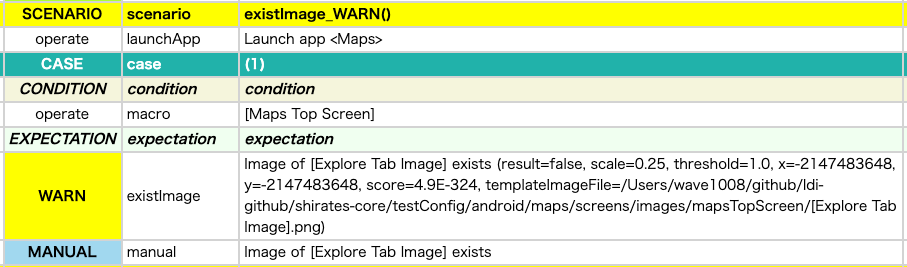 SCENARIO scenario existImage_WARN()
operate launchApp Launch app <Maps>
CASE case (1)
CONDITION condition condition
operate macro [Maps Top Screen]
EXPECTATION expectation expectation
WARN existImage Image of [Explore Tab Image] exists (result=false, scale=0.25, threshold=1.0, x=-2147483648,
y=-2147483648, score=4.9E-324, templateImageFile=/Users/wave1008/github/ldi-
github/shirates-core/testConfig/android/maps/screens/images/mapsTopScreen/[Explore Tab
Image].png)
MANUAL manual Image of [Explore Tab Image] exists